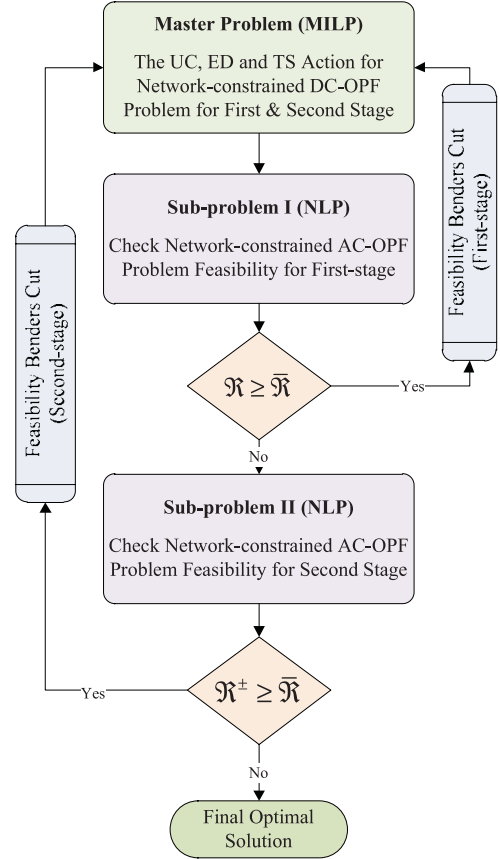 Master Problem (MILP)
The UC, ED and TS Action for
Network-constrained DC-OPF
Problem for First & Second Stage
Feasibility Benders Cut
(First-stage)
Sub-problem I (NLP)
Check Network-constrained AC-OPF
Problem Feasibility for First-stage
Feasibility Benders Cut
(Second-stage)
ℜ ≥ ℜ̅
Yes
No
Sub-problem II (NLP)
Check Network-constrained AC-OPF
Problem Feasibility for Second Stage
ℜ± ≥ ℜ̅
Yes
No
Final Optimal
Solution